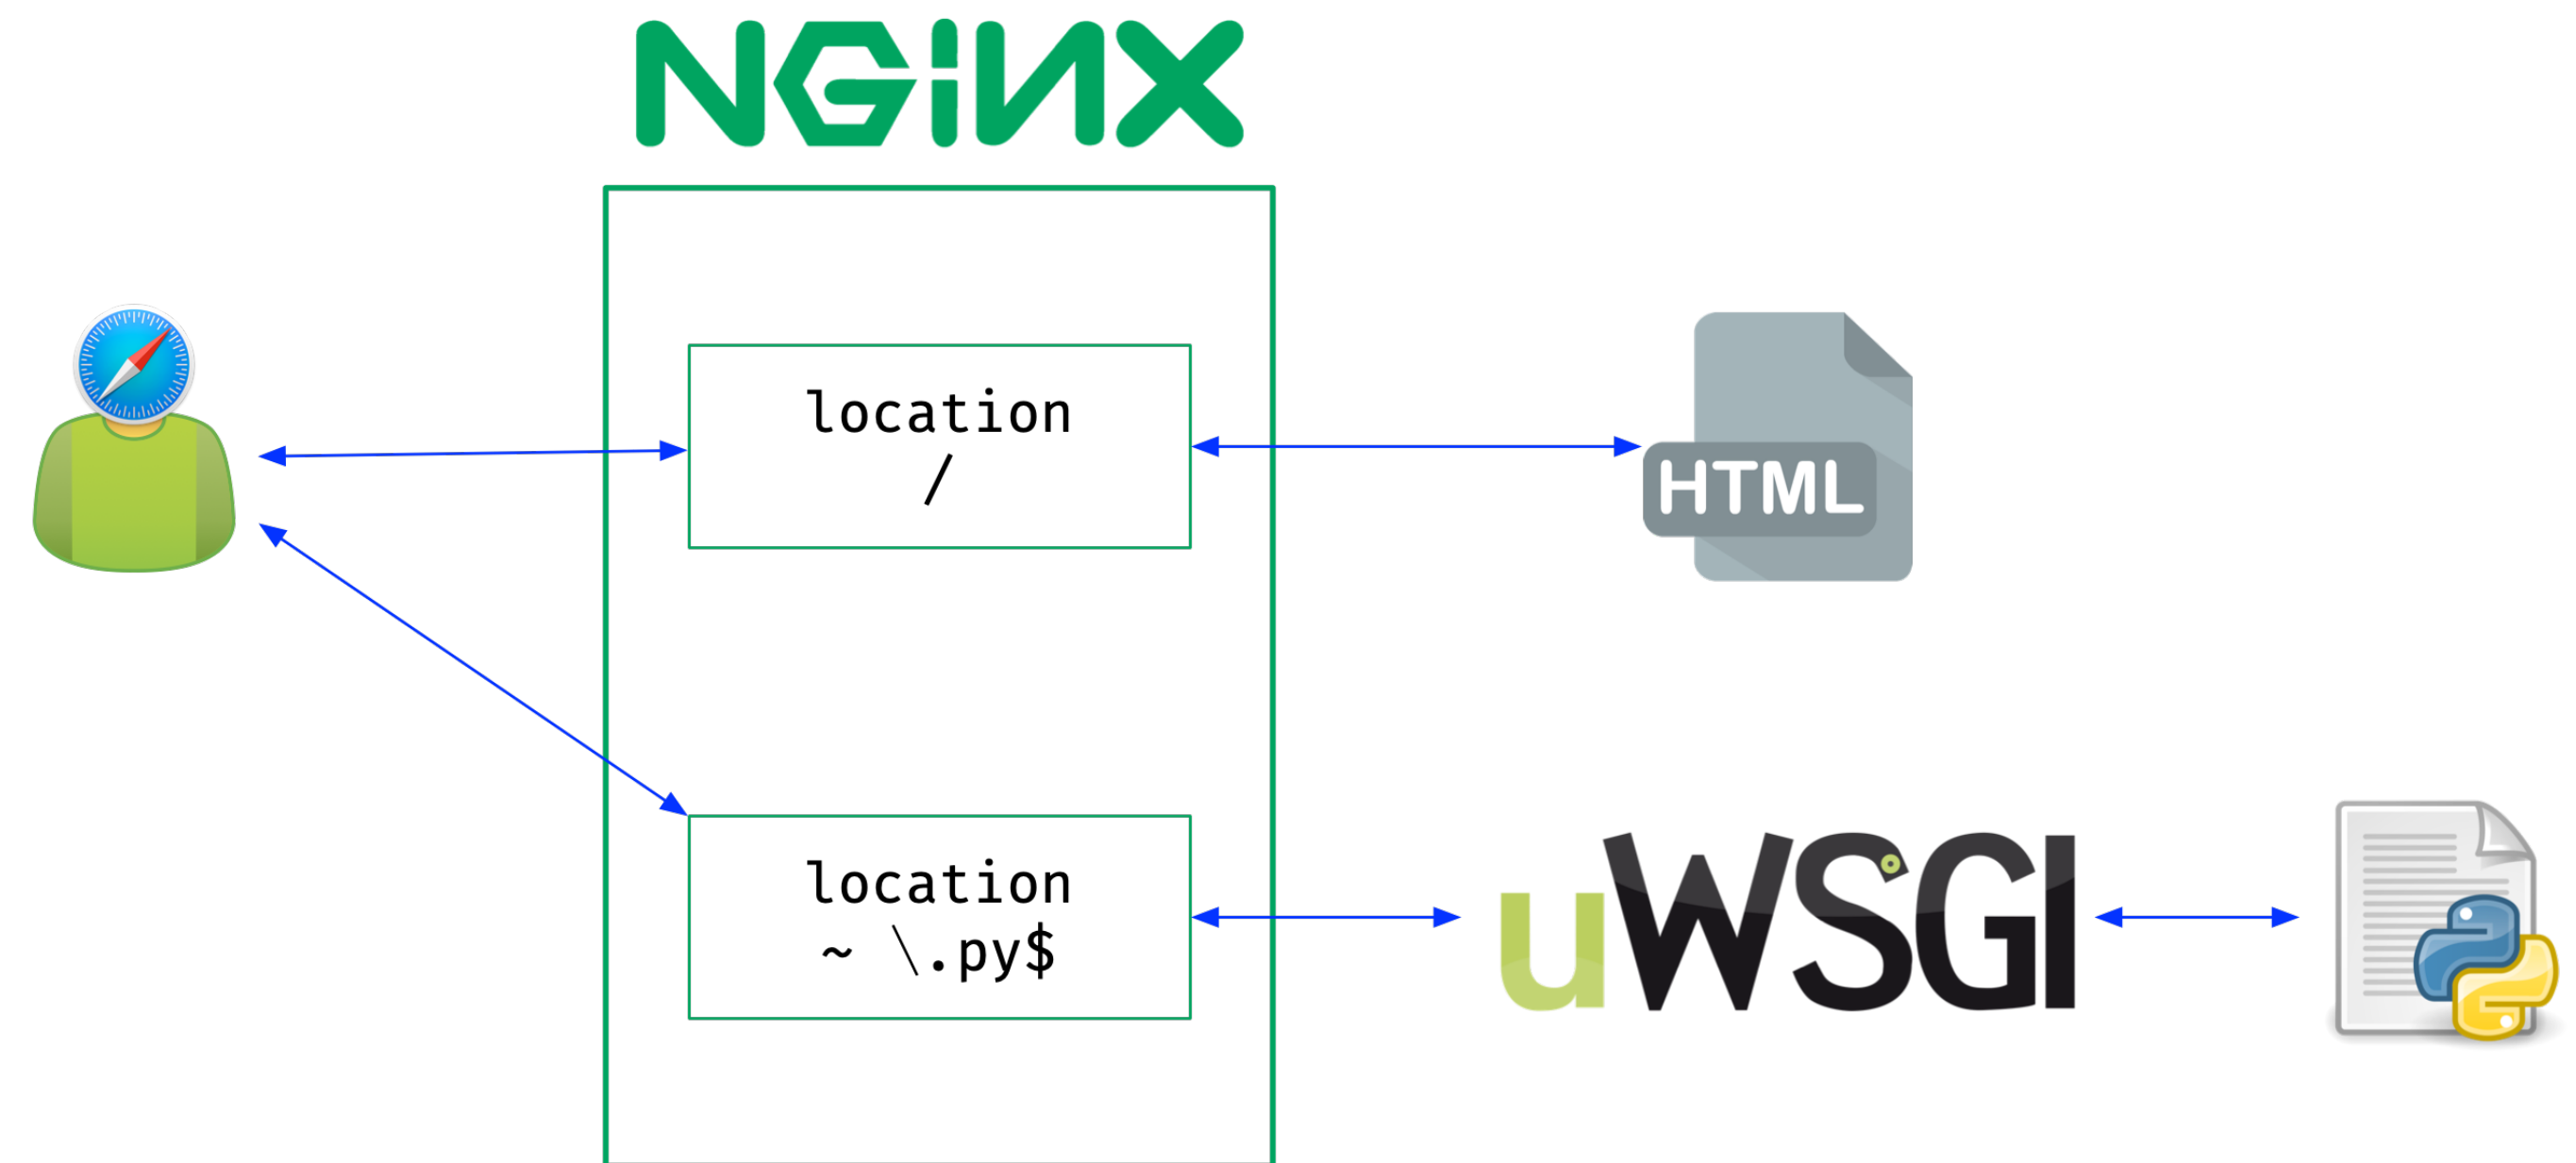 NGiNX
location
/
HTML
location
~ \.py$
uWSGI